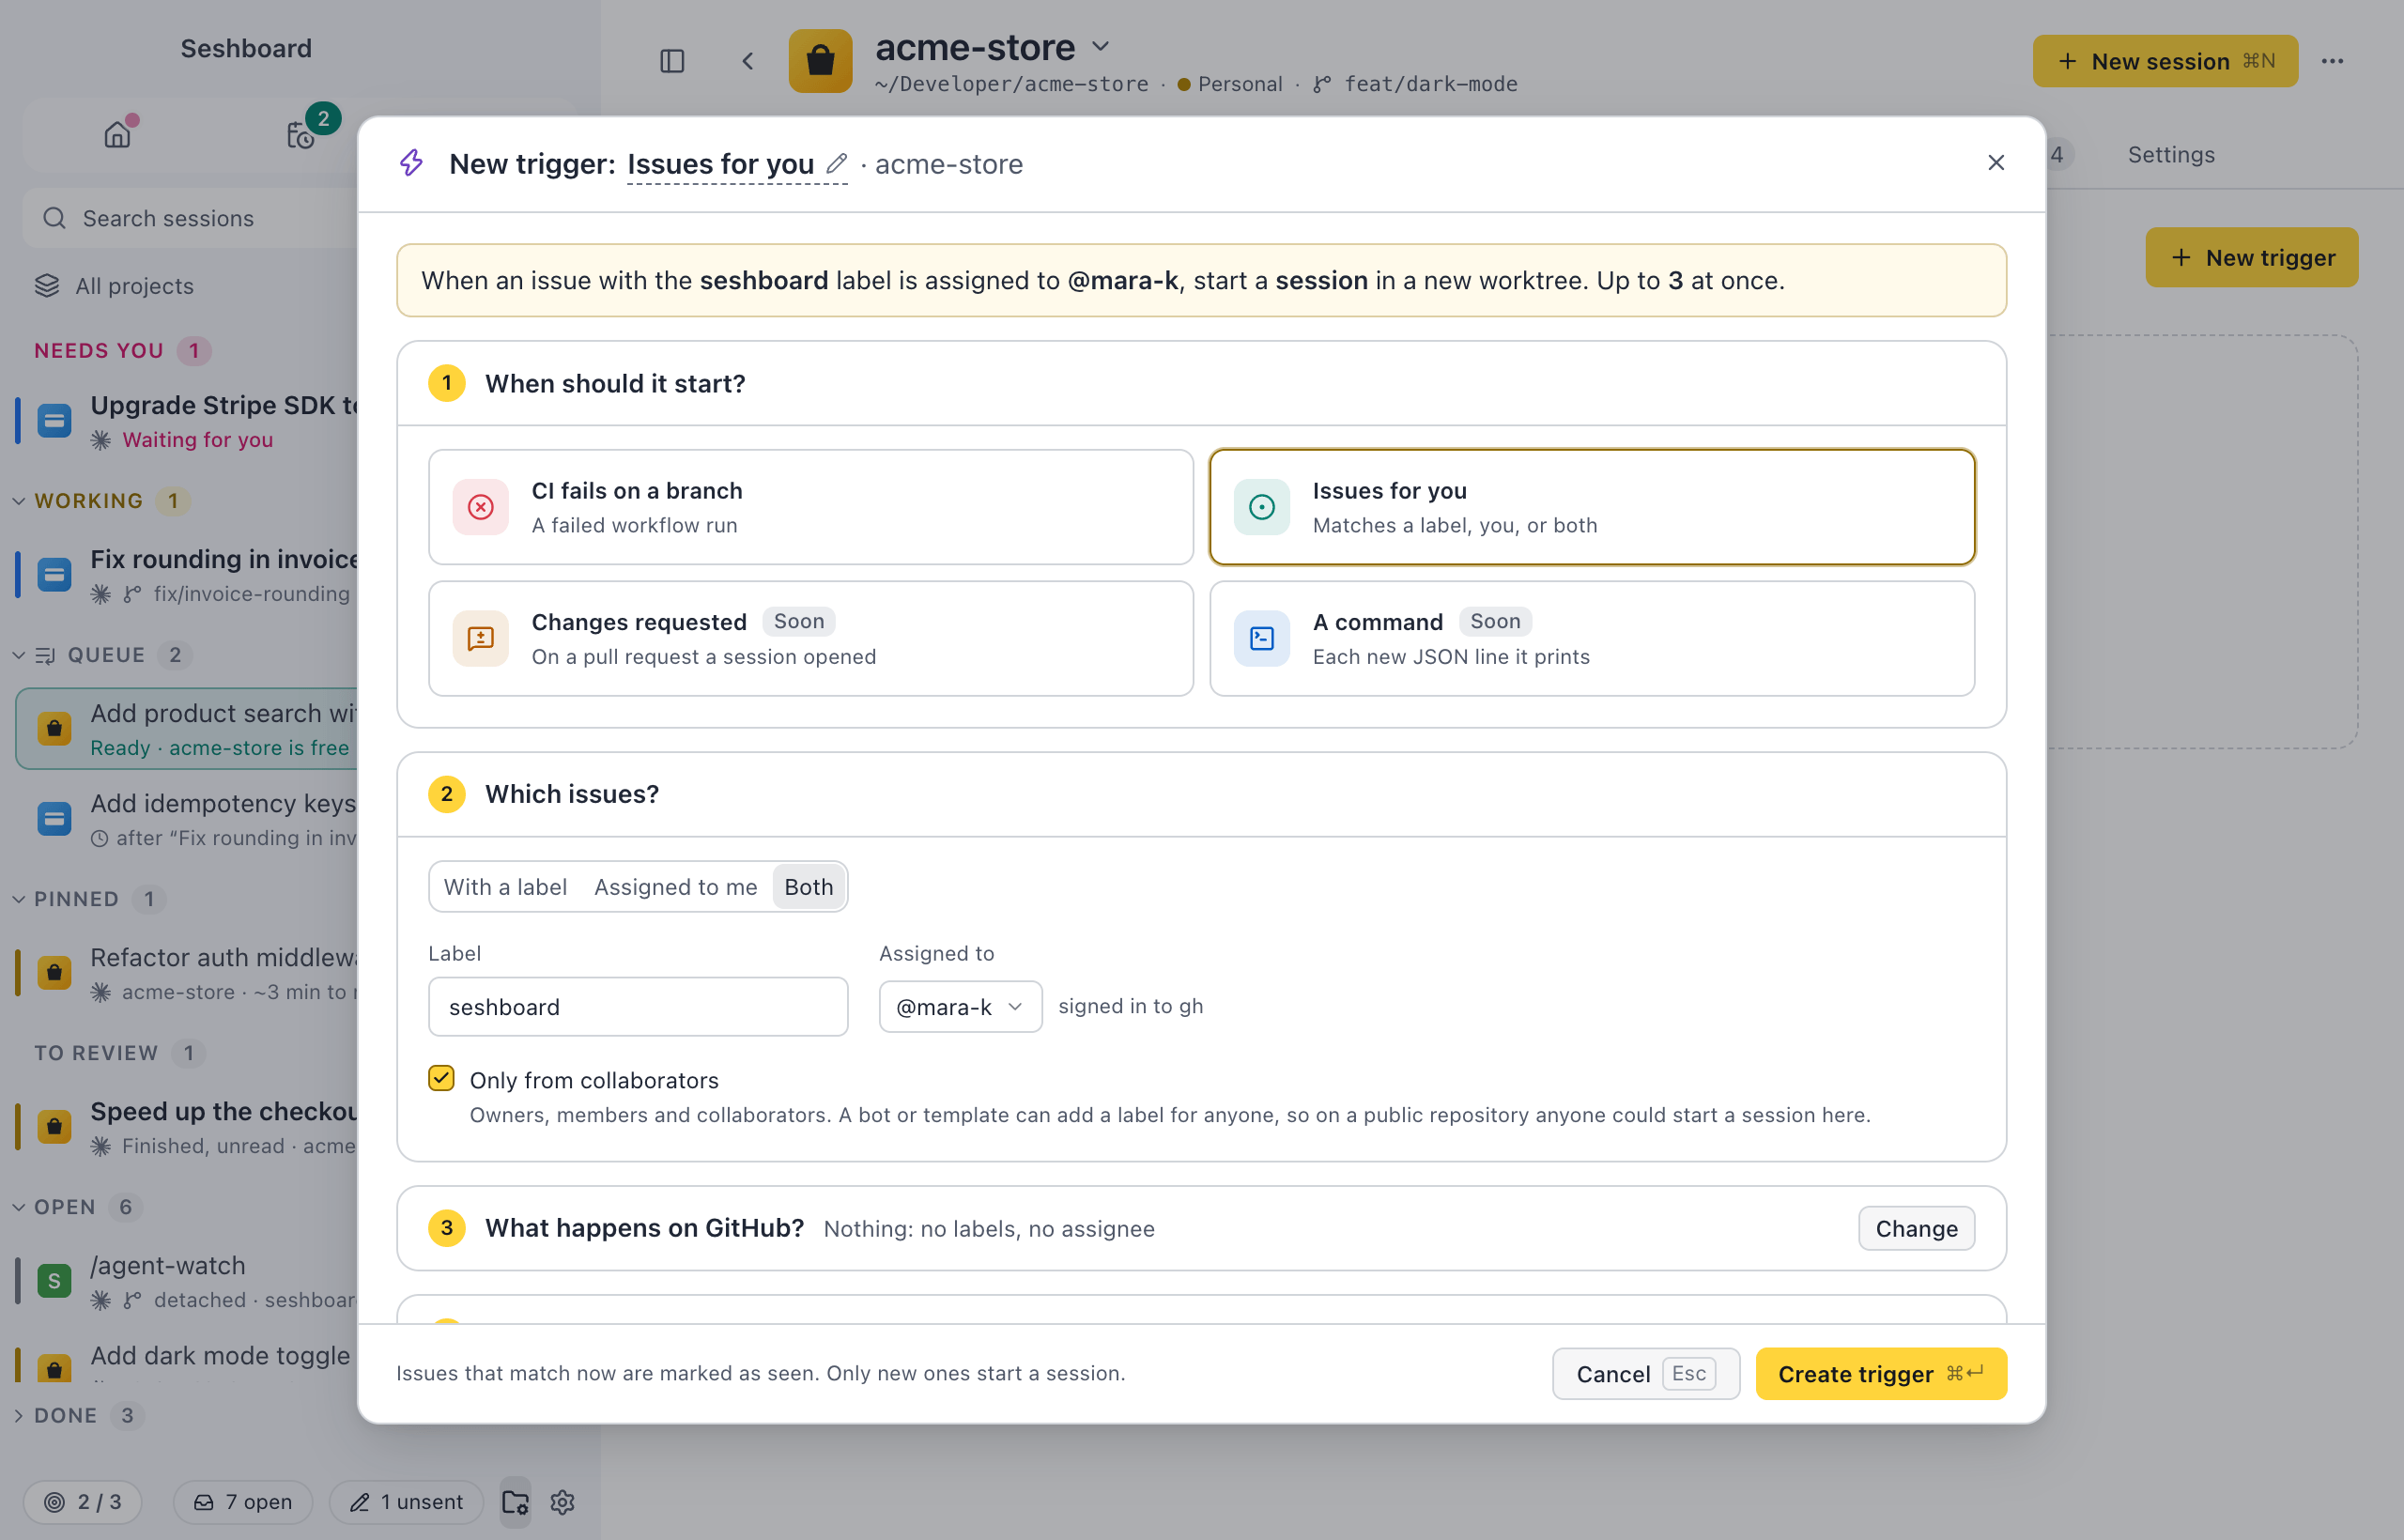 Seshboard
2
Search sessions
All projects
NEEDS YOU 1
Upgrade Stripe SDK
Waiting for you
WORKING 1
Fix rounding in invoice
fix/invoice-rounding
QUEUE 2
Add product search
Ready · acme-store is free
Add idempotency keys
after “Fix rounding in
PINNED 1
Refactor auth
acme-store · ~3 min to
TO REVIEW 1
Speed up the
Finished, unread · acme
OPEN 6
S
/agent-watch
detached ·
Add dark mode toggle
DONE 3
2 / 3
7 open
1 unsent
acme-store
~/Developer/acme-store · Personal · feat/dark-mode
+ New session ⌘N
4
Settings
+ New trigger
New trigger: Issues for you · acme-store
When an issue with the seshboard label is assigned to @mara-k, start a session in a new worktree. Up to 3 at once.
1 When should it start?
CI fails on a branch
A failed workflow run
Issues for you
Matches a label, you, or both
Changes requested Soon
On a pull request a session opened
A command Soon
Each new JSON line it prints
2 Which issues?
With a label Assigned to me Both
Label
seshboard
Assigned to
@mara-k signed in to gh
Only from collaborators
Owners, members and collaborators. A bot or template can add a label for anyone, so on a public repository anyone could start a session here.
3 What happens on GitHub? Nothing: no labels, no assignee
Change
Issues that match now are marked as seen. Only new ones start a session.
Cancel Esc
Create trigger ⌘↵